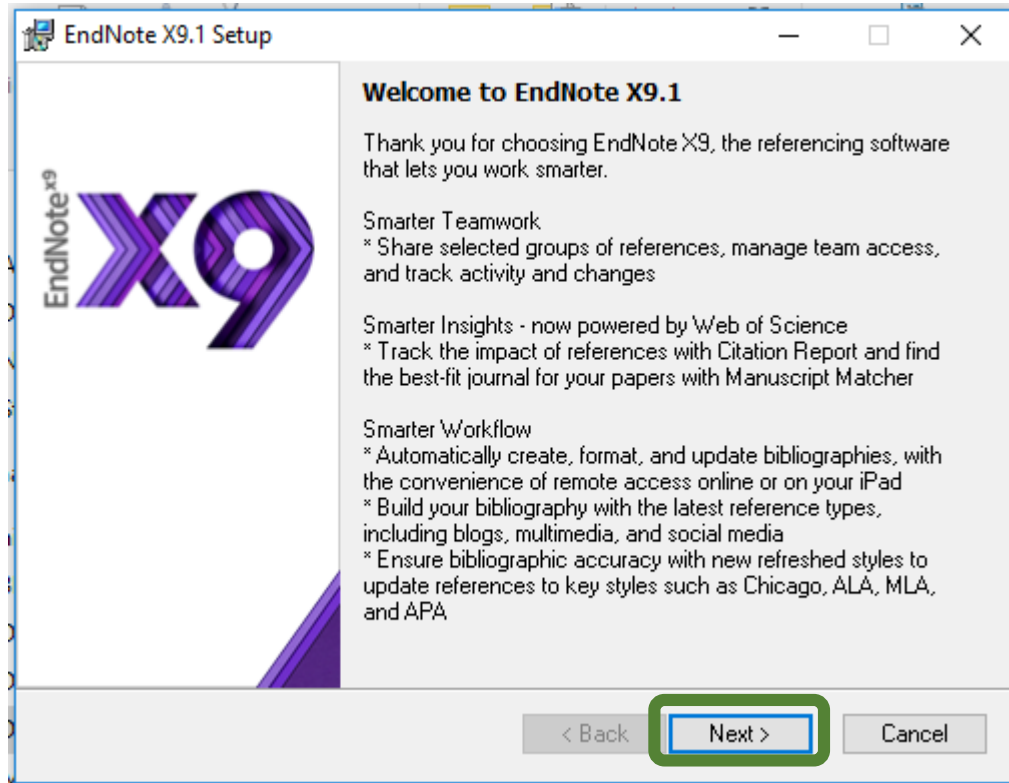 EndNote X9.1 Setup
EndNote x9
X9
Welcome to EndNote X9.1
Thank you for choosing EndNote X9, the referencing software
that lets you work smarter.
Smarter Teamwork
* Share selected groups of references, manage team access,
and track activity and changes
Smarter Insights - now powered by Web of Science
* Track the impact of references with Citation Report and find
the best-fit journal for your papers with Manuscript Matcher
Smarter Workflow
* Automatically create, format, and update bibliographies, with
the convenience of remote access online or on your iPad
* Build your bibliography with the latest reference types,
including blogs, multimedia, and social media
* Ensure bibliographic accuracy with new refreshed styles to
update references to key styles such as Chicago, ALA, MLA,
and APA
< Back
Next >
Cancel